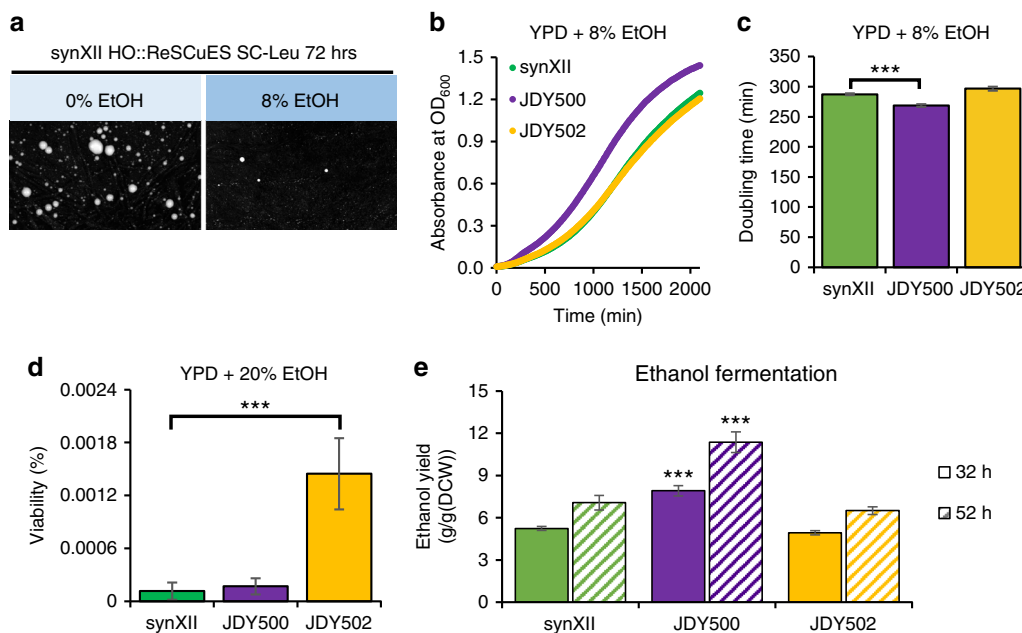 a
synXII HO::ReSCuES SC-Leu 72 hrs
0% EtOH
8% EtOH
b
YPD + 8% EtOH
Absorbance at OD600
1.5
1.2
0.9
0.6
0.3
0.0
synXII
JDY500
JDY502
0 500 1000 1500 2000
Time (min)
c
YPD + 8% EtOH
Doubling time (min)
350
300
250
200
150
100
50
0
***
synXII JDY500 JDY502
d
YPD + 20% EtOH
Viability (%)
0.0024
0.0018
0.0012
0.0006
0
***
synXII JDY500 JDY502
e
Ethanol fermentation
Ethanol yield
(g/g(DCW))
15
12
9
6
3
0
***
***
synXII JDY500 JDY502
32 h
52 h